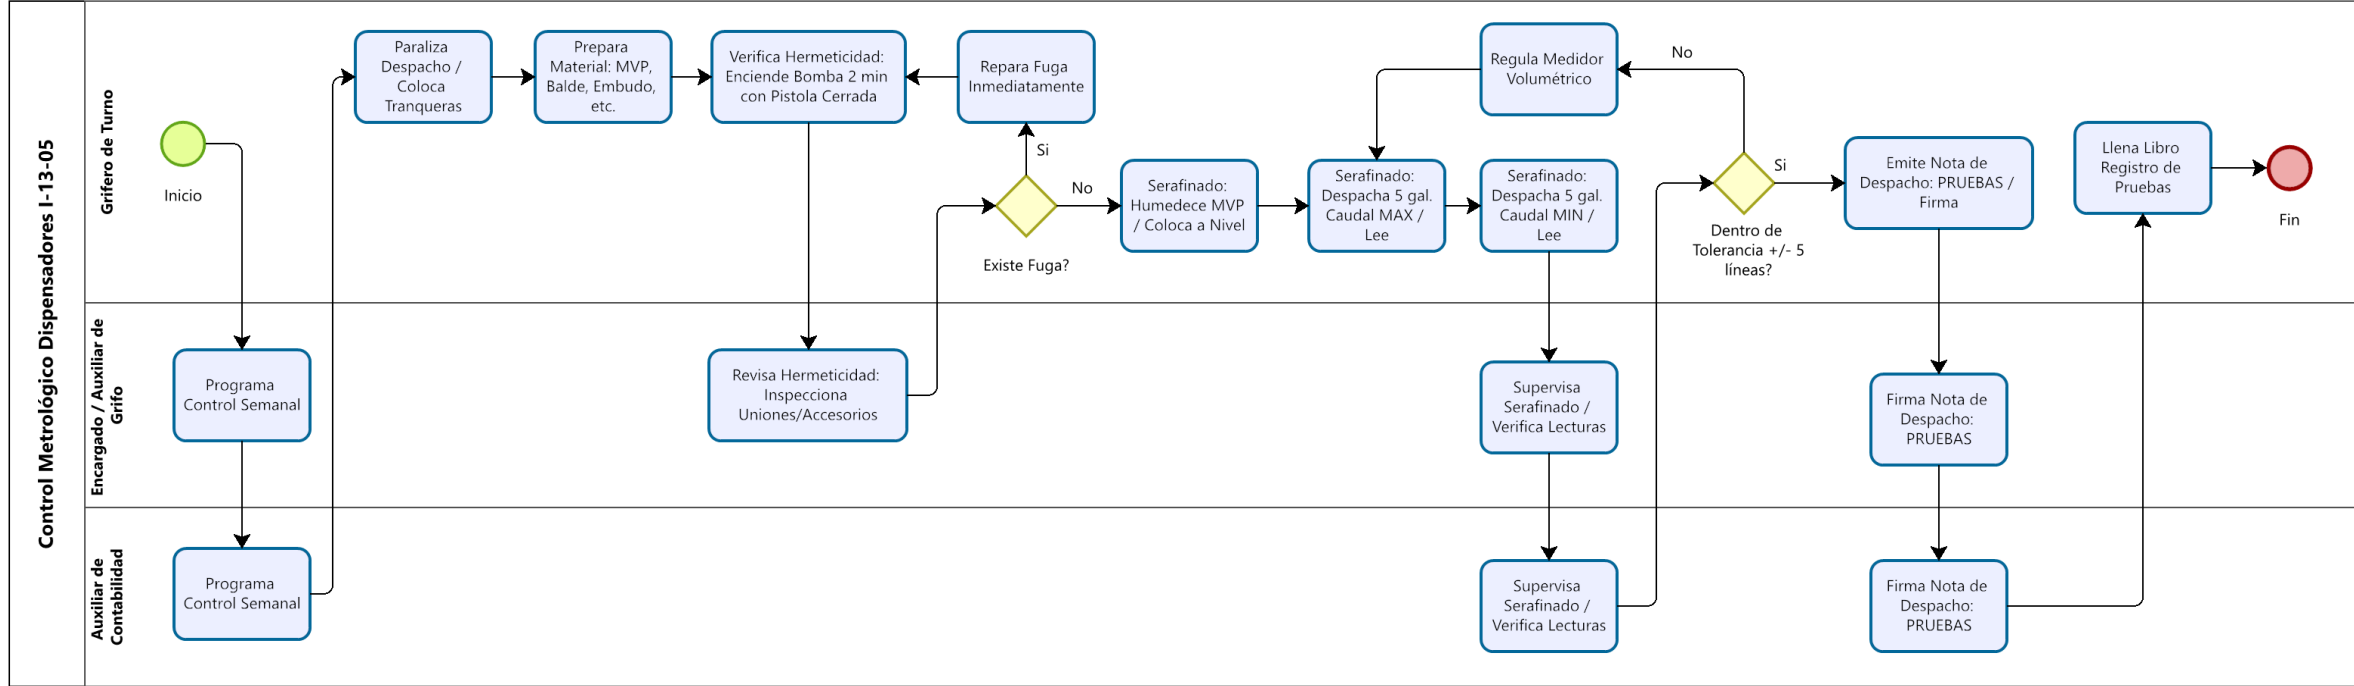 Control Metrológico Dispensadores I-13-05
Grifero de Turno
Inicio
Paraliza
Despacho /
Coloca
Tranqueras
Prepara
Material: MVP,
Balde, Embudo,
etc.
Verifica Hermeticidad:
Enciende Bomba 2 min
con Pistola Cerrada
Repara Fuga
Inmediatamente
Si
Existe Fuga?
No
Serafinado:
Humedece MVP
/ Coloca a Nivel
Serafinado:
Despacha 5 gal.
Caudal MAX /
Lee
Regula Medidor
Volumétrico
Serafinado:
Despacha 5 gal.
Caudal MIN /
Lee
No
Si
Dentro de
Tolerancia +/- 5
líneas?
Emite Nota de
Despacho: PRUEBAS /
Firma
Llena Libro
Registro de
Pruebas
Fin
Encargado / Auxiliar de
Grifo
Programa
Control Semanal
Revisa Hermeticidad:
Inspecciona
Uniones/Accesorios
Supervisa
Serafinado /
Verifica Lecturas
Firma Nota de
Despacho:
PRUEBAS
Auxiliar de
Contabilidad
Programa
Control Semanal
Supervisa
Serafinado /
Verifica Lecturas
Firma Nota de
Despacho:
PRUEBAS